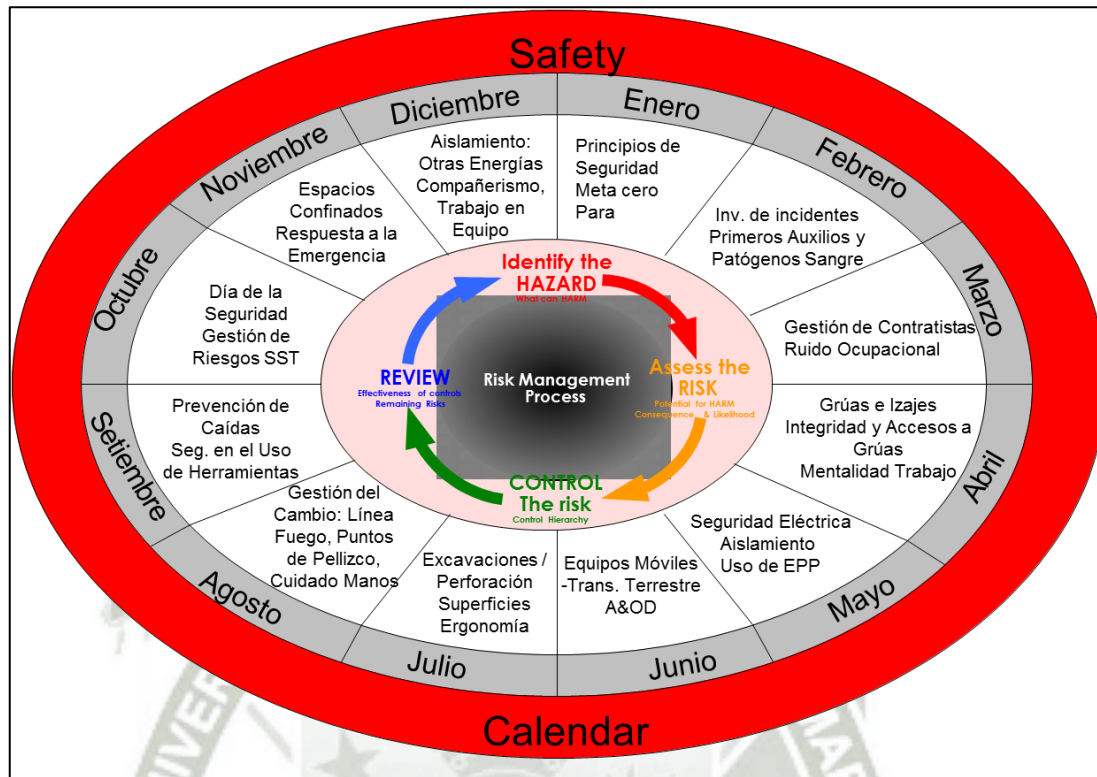 Safety
Enero
Principios de
Seguridad
Meta cero
Para
Febrero
Inv. de incidentes
Primeros Auxilios y
Patógenos Sangre
Marzo
Gestión de Contratistas
Ruido Ocupacional
Abril
Grúas e Izajes
Integridad y Accesos a
Grúas
Mentalidad Trabajo
Mayo
Seguridad Eléctrica
Aislamiento
Uso de EPP
Junio
Equipos Móviles
-Trans. Terrestre
A&OD
Julio
Excavaciones /
Perforación
Superficies
Ergonomía
Agosto
Gestión del
Cambio: Línea
Fuego, Puntos
de Pellizco,
Cuidado Manos
Setiembre
Prevención de
Caídas
Seg. en el Uso
de Herramientas
Octubre
Día de la
Seguridad
Gestión de
Riesgos SST
Noviembre
Espacios
Confinados
Respuesta a la
Emergencia
Diciembre
Aislamiento:
Otras Energías
Compañerismo,
Trabajo en
Equipo
Identify the
HAZARD
What can HARM
Assess the
RISK
Potential for HARM
Consequence & Likelihood
CONTROL
The risk
Control Hierarchy
REVIEW
Effectiveness of controls
Remaining Risks
Risk Management
Process
Calendar